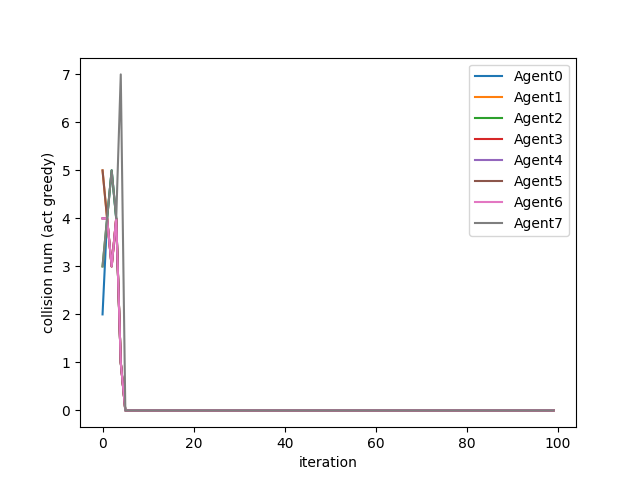 collision num (act greedy)
7
6
5
4
3
2
1
0
0
20
40
60
80
100
iteration
Agent0
Agent1
Agent2
Agent3
Agent4
Agent5
Agent6
Agent7